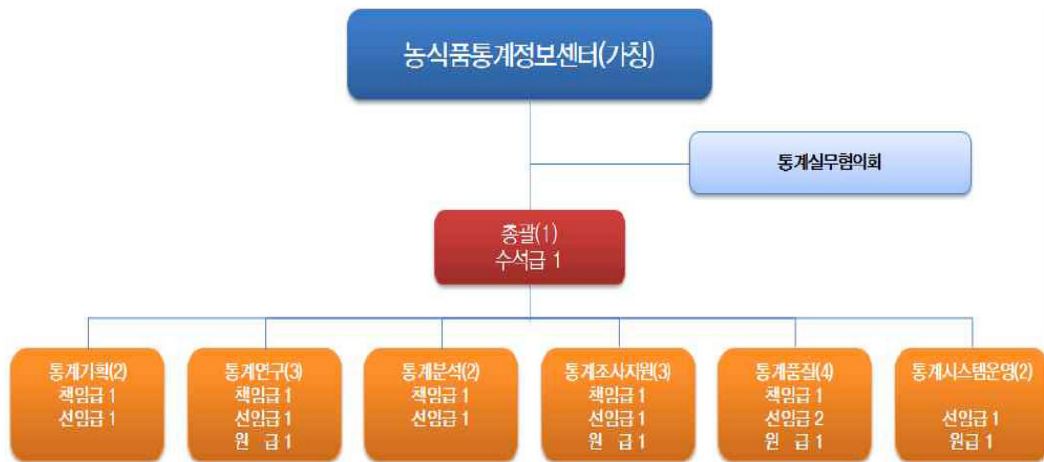 농식품통계정보센터(가칭)
통계실무협의회
총괄(1)
수석급 1
통계기획(2)
책임급 1
선임급 1
통계연구(3)
책임급 1
선임급 1
원 급 1
통계분석(2)
책임급 1
선임급 1
통계조사지원(3)
책임급 1
선임급 1
원 급 1
통계품질(4)
책임급 1
선임급 2
원 급 1
통계시스템운영(2)
선임급 1
원급 1